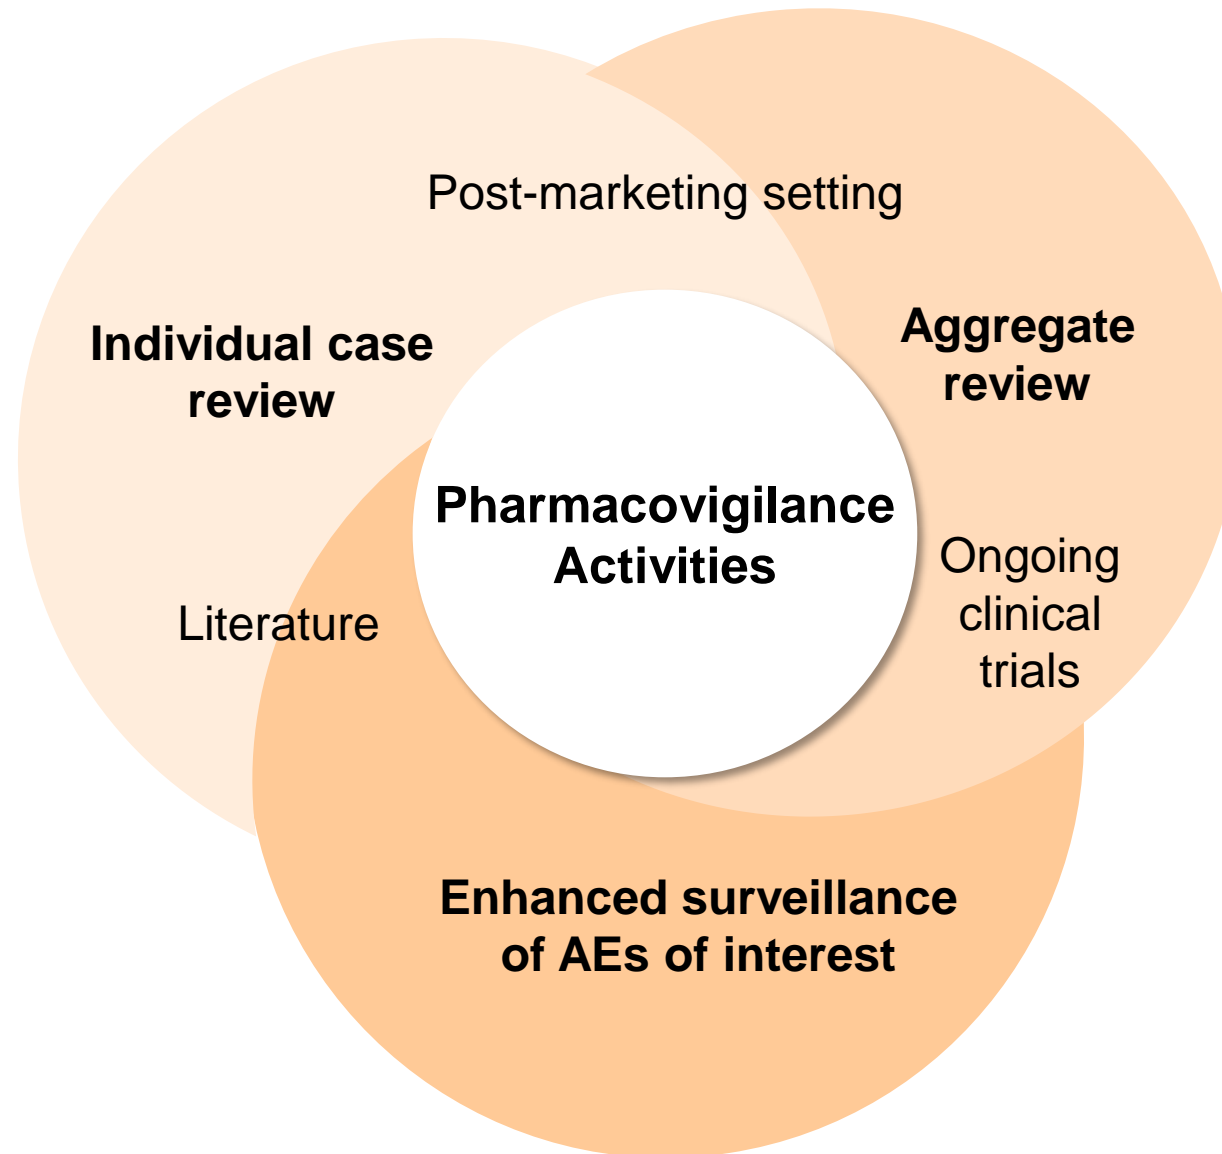 Post-marketing setting
Individual case
review
Aggregate
review
Pharmacovigilance
Activities
Literature
Ongoing
clinical
trials
Enhanced surveillance
of AEs of interest